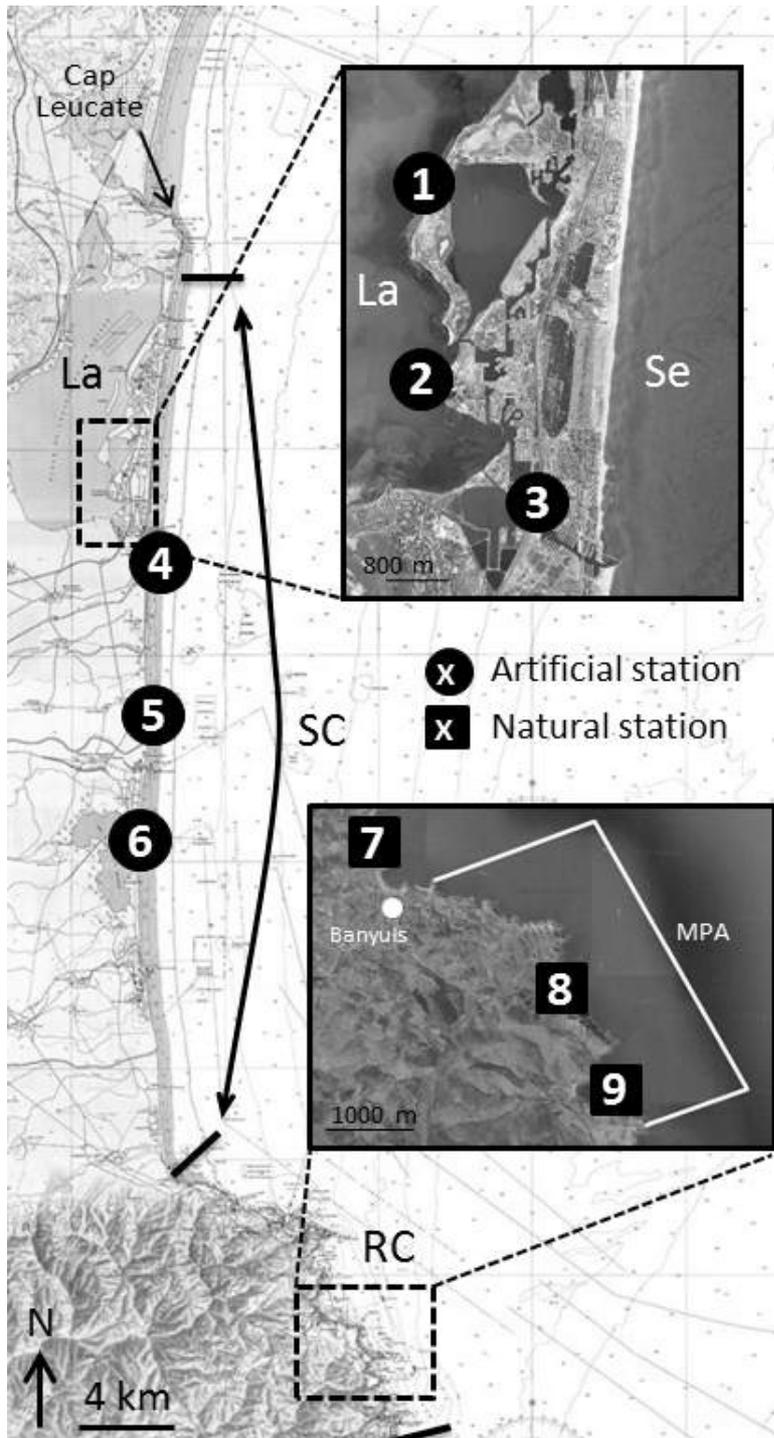 Cap
Leucate
1
La
2
Se
3
800 m
La
4
5
SC
x Artificial station
x Natural station
6
7
Banyuls
MPA
8
9
1000 m
RC
N
4 km